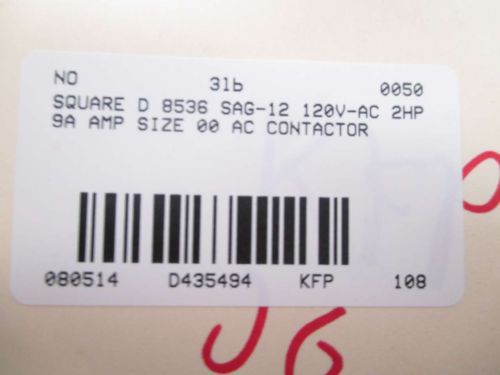 NO 31b 0050
SQUARE D 8536 SAG-12 120V-AC 2HP
9A AMP SIZE 00 AC CONTACTOR
080514 D435494 KFP 108